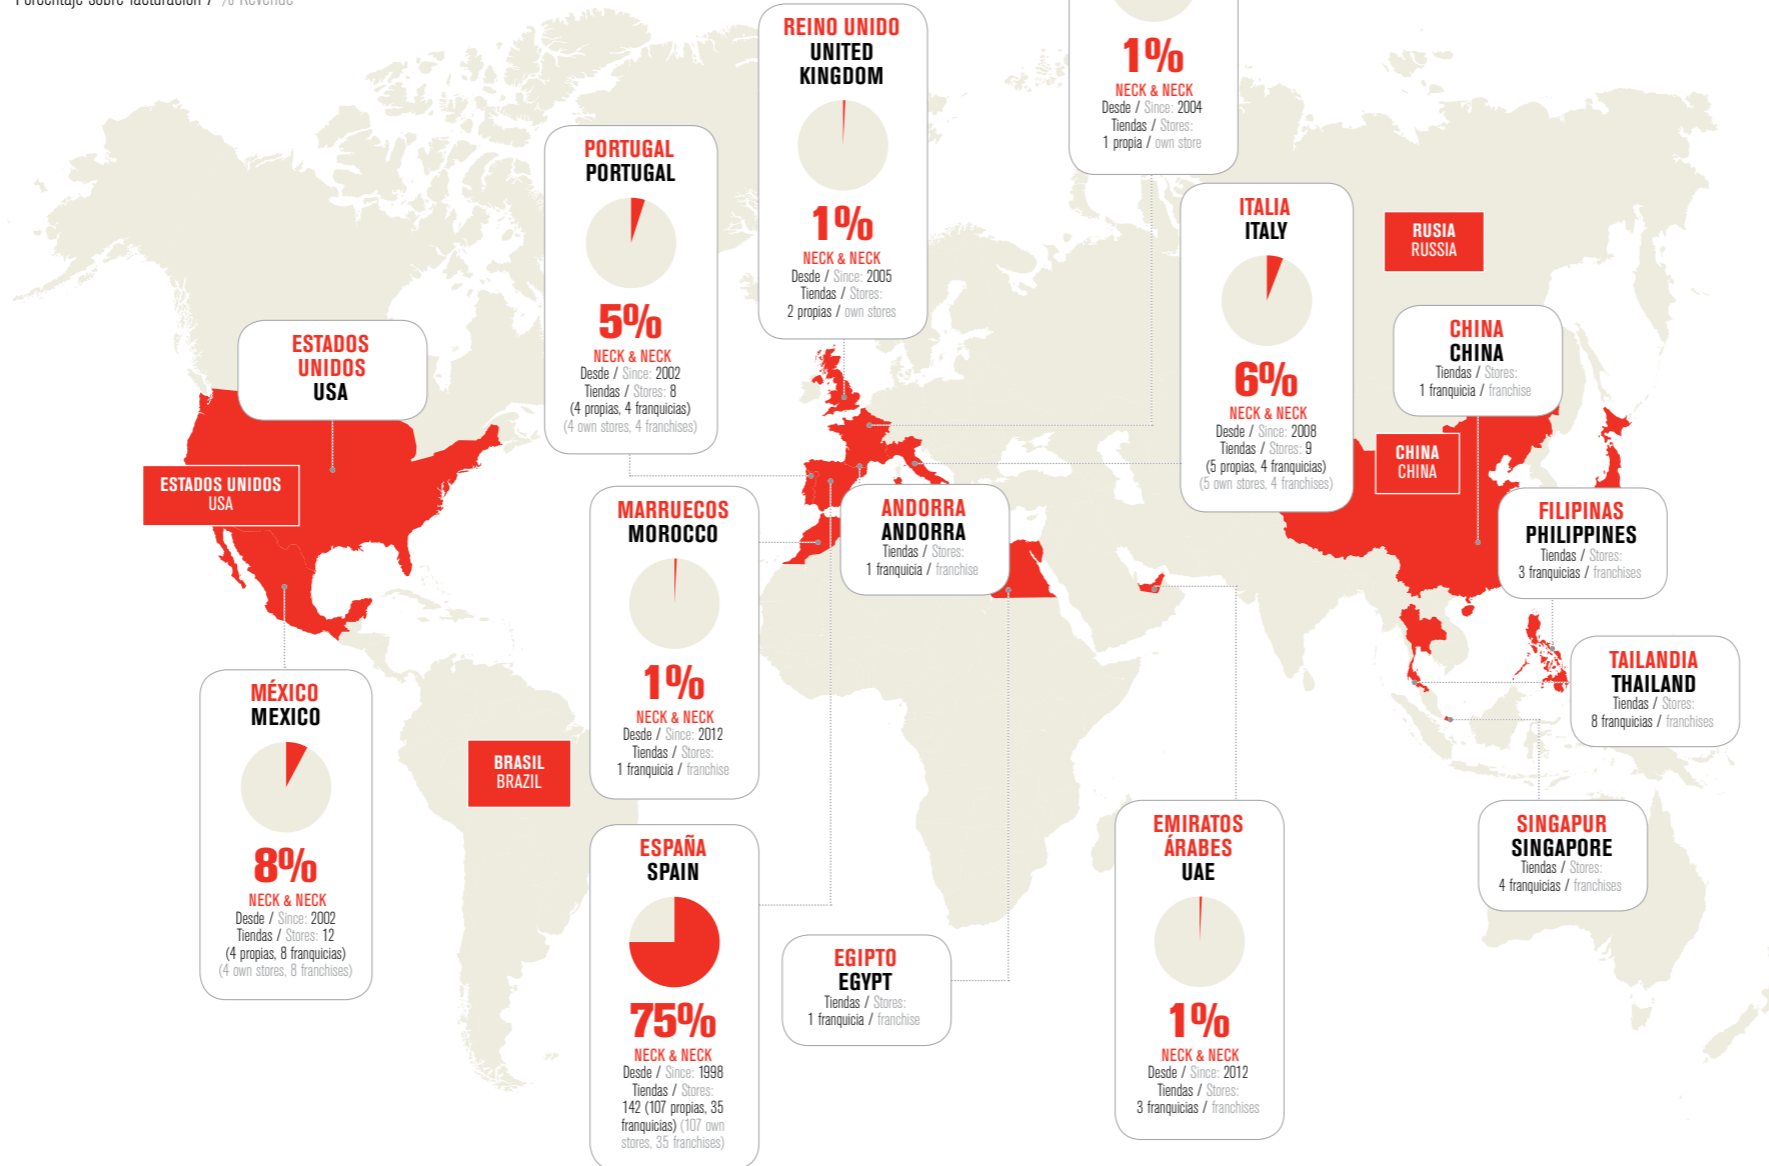 Porcentaje sobre facturación / % Revenue
REINO UNIDO
UNITED
KINGDOM
1%
NECK & NECK
Desde / Since: 2005
Tiendas / Stores:
2 propias / own stores
1%
NECK & NECK
Desde / Since: 2004
Tiendas / Stores:
1 propia / own store
PORTUGAL
PORTUGAL
5%
NECK & NECK
Desde / Since: 2002
Tiendas / Stores: 8
(4 propias, 4 franquicias)
(4 own stores, 4 franchises)
ITALIA
ITALY
6%
NECK & NECK
Desde / Since: 2008
Tiendas / Stores: 9
(5 propias, 4 franquicias)
(5 own stores, 4 franchises)
RUSIA
RUSSIA
ESTADOS
UNIDOS
USA
CHINA
CHINA
Tiendas / Stores:
1 franquicia / franchise
ESTADOS UNIDOS
USA
CHINA
CHINA
MARRUECOS
MOROCCO
1%
NECK & NECK
Desde / Since: 2012
Tiendas / Stores:
1 franquicia / franchise
ANDORRA
ANDORRA
Tiendas / Stores:
1 franquicia / franchise
FILIPINAS
PHILIPPINES
Tiendas / Stores:
3 franquicias / franchises
TAILANDIA
THAILAND
Tiendas / Stores:
8 franquicias / franchises
MÉXICO
MEXICO
8%
NECK & NECK
Desde / Since: 2002
Tiendas / Stores: 12
(4 propias, 8 franquicias)
(4 own stores, 8 franchises)
BRASIL
BRAZIL
ESPAÑA
SPAIN
75%
NECK & NECK
Desde / Since: 1998
Tiendas / Stores:
142 (107 propias, 35
franquicias) (107 own
stores, 35 franchises)
EGIPTO
EGYPT
Tiendas / Stores:
1 franquicia / franchise
EMIRATOS
ÁRABES
UAE
1%
NECK & NECK
Desde / Since: 2012
Tiendas / Stores:
3 franquicias / franchises
SINGAPUR
SINGAPORE
Tiendas / Stores:
4 franquicias / franchises